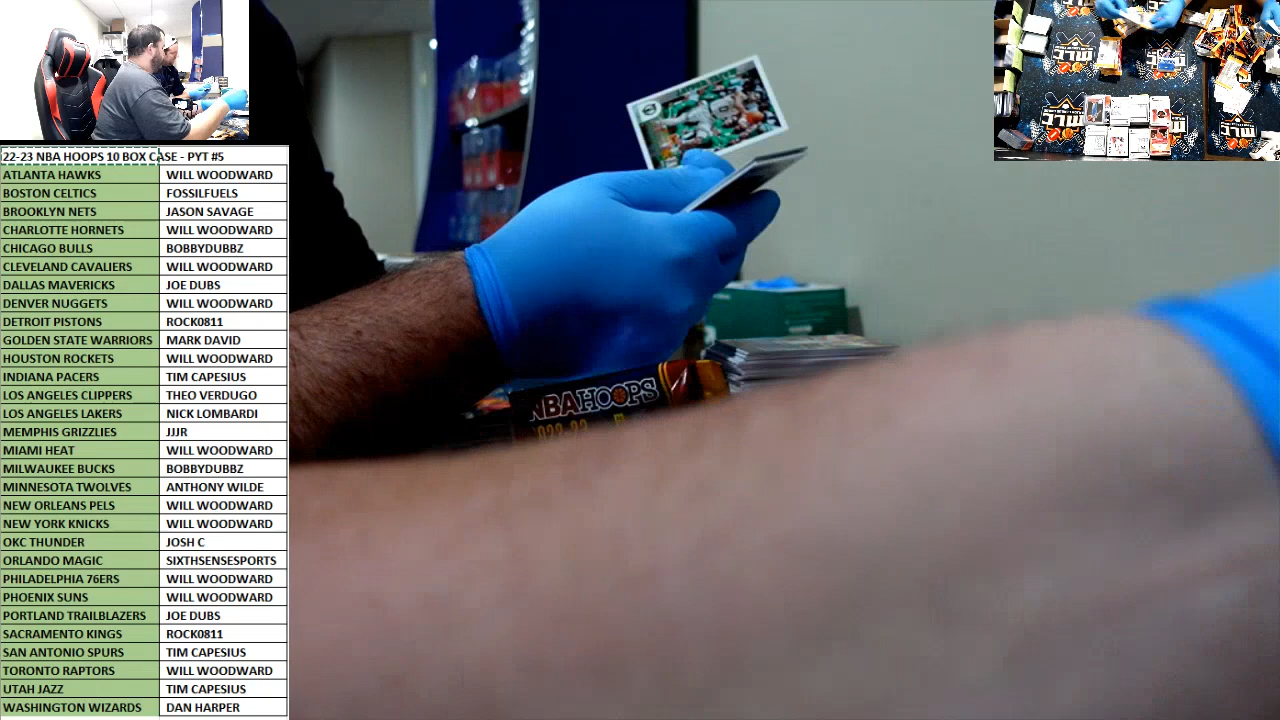 22-23 NBA HOOPS 10 BOX CASE - PYT #5
ATLANTA HAWKS WILL WOODWARD
BOSTON CELTICS FOSSILFUELS
BROOKLYN NETS JASON SAVAGE
CHARLOTTE HORNETS WILL WOODWARD
CHICAGO BULLS BOBBYDUBBZ
CLEVELAND CAVALIERS WILL WOODWARD
DALLAS MAVERICKS JOE DUBS
DENVER NUGGETS WILL WOODWARD
DETROIT PISTONS ROCK0811
GOLDEN STATE WARRIORS MARK DAVID
HOUSTON ROCKETS WILL WOODWARD
INDIANA PACERS TIM CAPESIUS
LOS ANGELES CLIPPERS THEO VERDUGO
LOS ANGELES LAKERS NICK LOMBARDI
MEMPHIS GRIZZLIES JJJR
MIAMI HEAT WILL WOODWARD
MILWAUKEE BUCKS BOBBYDUBBZ
MINNESOTA TWOLVES ANTHONY WILDE
NEW ORLEANS PELS WILL WOODWARD
NEW YORK KNICKS WILL WOODWARD
OKC THUNDER JOSH C
ORLANDO MAGIC SIXTHSENSESPORTS
PHILADELPHIA 76ERS WILL WOODWARD
PHOENIX SUNS WILL WOODWARD
PORTLAND TRAILBLAZERS JOE DUBS
SACRAMENTO KINGS ROCK0811
SAN ANTONIO SPURS TIM CAPESIUS
TORONTO RAPTORS WILL WOODWARD
UTAH JAZZ TIM CAPESIUS
WASHINGTON WIZARDS DAN HARPER
NBA HOOPS